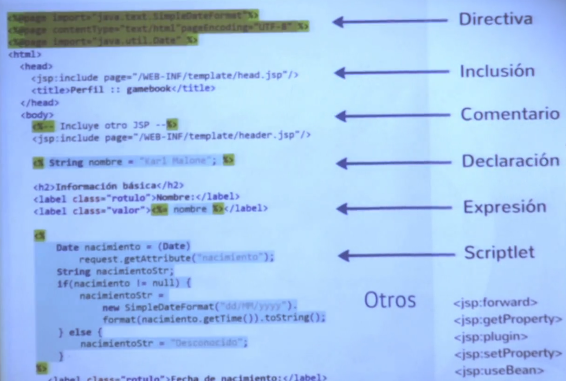 <%@page import="java.text.SimpleDateFormat"%>
<%@page contentType="text/html"pageEncoding="UTF-8" %>
<%@page import="java.util.Date" %>
<html>
<head>
<jsp:include page="/WEB-INF/template/head.jsp"/>
<title>Perfil :: gamebook</title>
</head>
<body>
<%-- Incluye otro JSP --%>
<jsp:include page="/WEB-INF/template/header.jsp"/>
<% String nombre = "Karl Malone"; %>
<h2>Información básica</h2>
<label class="rotulo">Nombre:</label>
<label class="valor"><%= nombre %></label>
<%
Date nacimiento = (Date)
request.getAttribute("nacimiento");
String nacimientoStr;
if(nacimiento != null) {
nacimientoStr =
new SimpleDateFormat("dd/MM/yyyy").
format(nacimiento.getTime()).toString();
} else {
nacimientoStr = "Desconocido";
}
%>
<label class="rotulo">Fecha de nacimiento:</label>
Directiva
Inclusión
Comentario
Declaración
Expresión
Scriptlet
Otros
<jsp:forward>
<jsp:getProperty>
<jsp:plugin>
<jsp:setProperty>
<jsp:useBean>